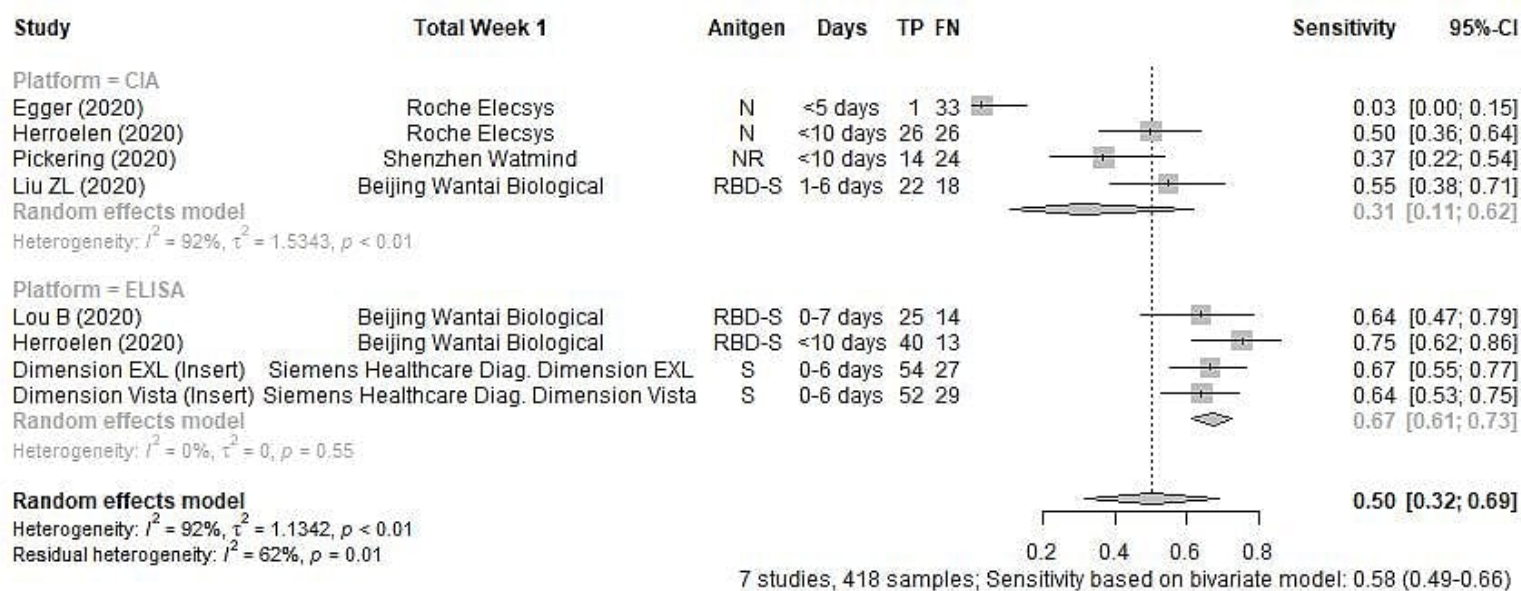 Study Total Week 1 Anitgen Days TP FN Sensitivity 95%-CI
Platform = CIA
Egger (2020) Roche Elecsys N <5 days 1 33 0.03 [0.00; 0.15]
Herroelen (2020) Roche Elecsys N <10 days 26 26 0.50 [0.36; 0.64]
Pickering (2020) Shenzhen Watmind NR <10 days 14 24 0.37 [0.22; 0.54]
Liu ZL (2020) Beijing Wantai Biological RBD-S 1-6 days 22 18 0.55 [0.38; 0.71]
Random effects model 0.31 [0.11; 0.62]
Heterogeneity: I² = 92%, τ² = 1.5343, p < 0.01
Platform = ELISA
Lou B (2020) Beijing Wantai Biological RBD-S 0-7 days 25 14 0.64 [0.47; 0.79]
Herroelen (2020) Beijing Wantai Biological RBD-S <10 days 40 13 0.75 [0.62; 0.86]
Dimension EXL (Insert) Siemens Healthcare Diag. Dimension EXL S 0-6 days 54 27 0.67 [0.55; 0.77]
Dimension Vista (Insert) Siemens Healthcare Diag. Dimension Vista S 0-6 days 52 29 0.64 [0.53; 0.75]
Random effects model 0.67 [0.61; 0.73]
Heterogeneity: I² = 0%, τ² = 0, p = 0.55
Random effects model 0.50 [0.32; 0.69]
Heterogeneity: I² = 92%, τ² = 1.1342, p < 0.01
Residual heterogeneity: I² = 62%, p = 0.01
0.2 0.4 0.6 0.8
7 studies, 418 samples; Sensitivity based on bivariate model: 0.58 (0.49-0.66)